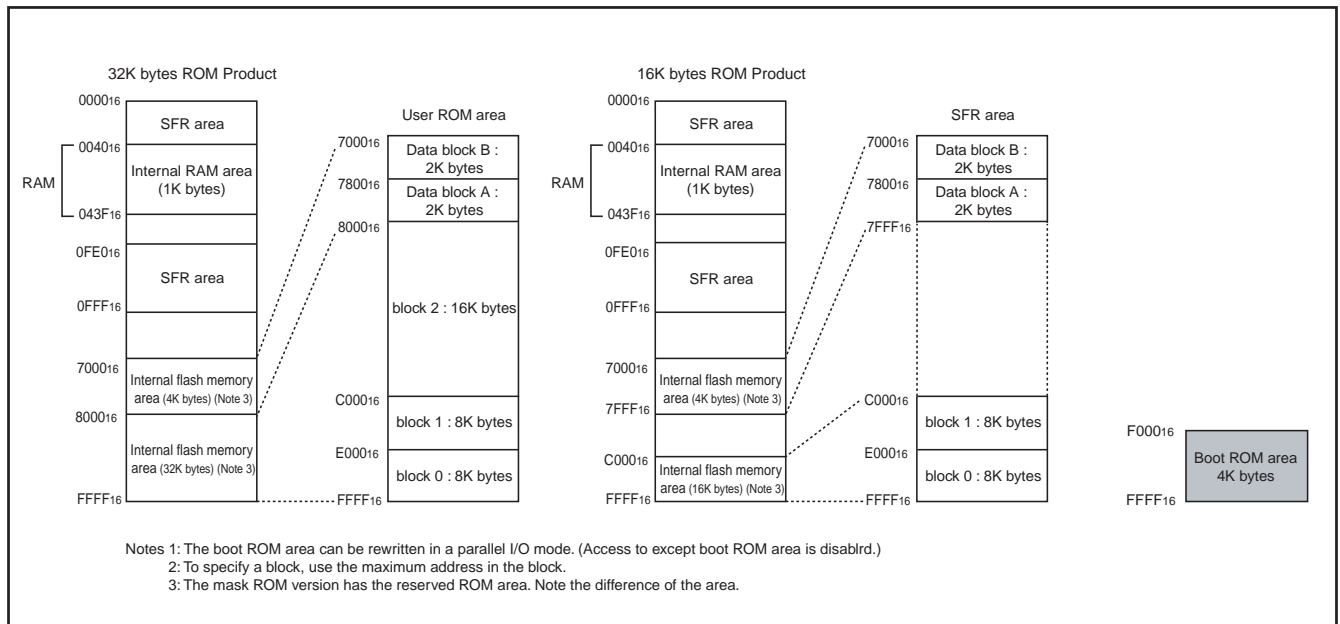 32K bytes ROM Product
000016
SFR area
004016
RAM
Internal RAM area
(1K bytes)
043F16
0FE016
SFR area
0FFF16
700016
Internal flash memory
area (4K bytes) (Note 3)
800016
Internal flash memory
area (32K bytes) (Note 3)
FFFF16
User ROM area
700016
Data block B :
2K bytes
780016
Data block A :
2K bytes
800016
block 2 : 16K bytes
C00016
block 1 : 8K bytes
E00016
block 0 : 8K bytes
FFFF16
16K bytes ROM Product
000016
SFR area
004016
RAM
Internal RAM area
(1K bytes)
043F16
0FE016
SFR area
0FFF16
700016
Internal flash memory
area (4K bytes) (Note 3)
7FFF16
C00016
Internal flash memory
area (16K bytes) (Note 3)
FFFF16
SFR area
700016
Data block B :
2K bytes
780016
Data block A :
2K bytes
7FFF16
C00016
block 1 : 8K bytes
E00016
block 0 : 8K bytes
FFFF16
F00016
Boot ROM area
4K bytes
FFFF16
Notes 1: The boot ROM area can be rewritten in a parallel I/O mode. (Access to except boot ROM area is disablrd.)
2: To specify a block, use the maximum address in the block.
3: The mask ROM version has the reserved ROM area. Note the difference of the area.